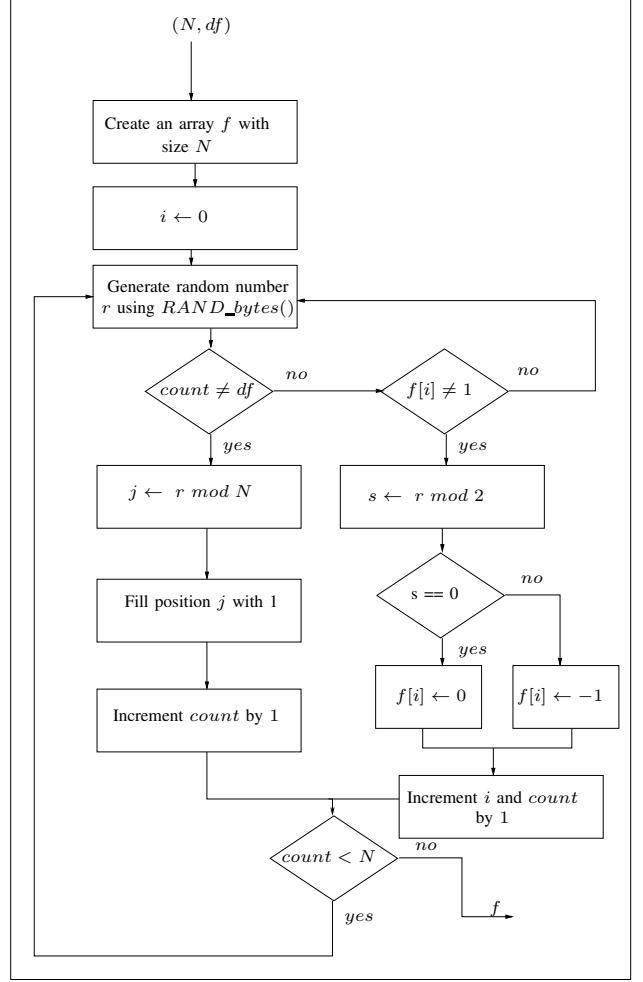 (N, df)
Create an array f with
size N
i ← 0
Generate random number
r using RAND_bytes()
count ≠ df
no
f[i] ≠ 1
no
yes
yes
j ← r mod N
s ← r mod 2
Fill position j with 1
s == 0
no
yes
f[i] ← 0
f[i] ← −1
Increment count by 1
Increment i and count
by 1
count < N
no
f
yes